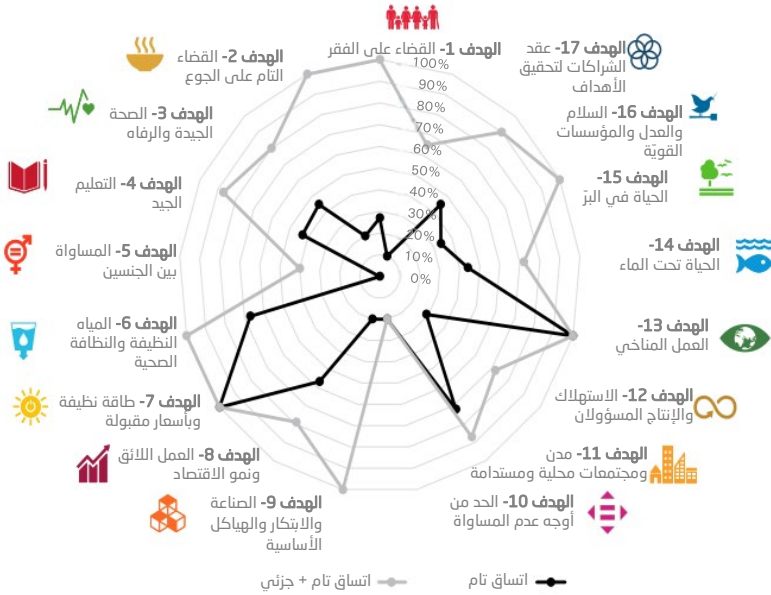 الهدف 1- القضاء على الفقر
100%
90%
80%
70%
60%
50%
40%
30%
20%
10%
0%
الهدف 17- عقد
الشراكات لتحقيق
الأهداف
الهدف 16- السلام
والعدل والمؤسسات
القويّة
الهدف 15-
الحياة في البرّ
الهدف 14-
الحياة تحت الماء
الهدف 13-
العمل المناخي
الهدف 12- الاستهلاك
والإنتاج المسؤولان
الهدف 11- مدن
ومجتمعات محلية ومستدامة
الهدف 10- الحد من
أوجه عدم المساواة
الهدف 9- الصناعة
والابتكار والهياكل
الأساسية
الهدف 8- العمل اللائق
ونمو الاقتصاد
الهدف 7- طاقة نظيفة
وبأسعار مقبولة
الهدف 6- المياه
النظيفة والنظافة
الصحية
الهدف 5- المساواة
بين الجنسين
الهدف 4- التعليم
الجيد
الهدف 3- الصحة
الجيدة والرفاه
الهدف 2- القضاء
التام على الجوع
اتساق تام
اتساق تام + جزئي